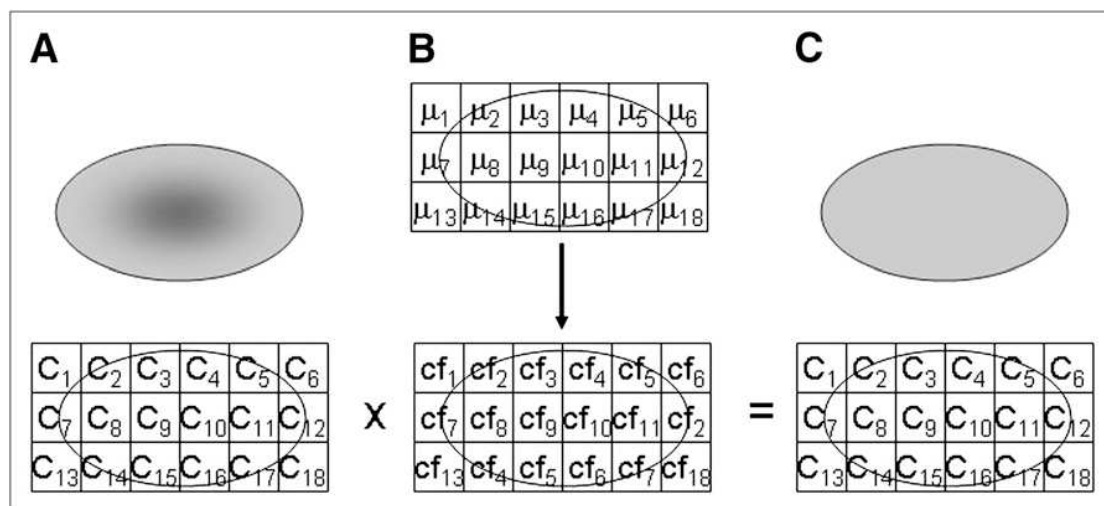 A B C
μ1 μ2 μ3 μ4 μ5 μ6
μ7 μ8 μ9 μ10 μ11 μ12
μ13 μ14 μ15 μ16 μ17 μ18
C1 C2 C3 C4 C5 C6 cf1 cf2 cf3 cf4 cf5 cf6 C1 C2 C3 C4 C5 C6
C7 C8 C9 C10 C11 C12 x cf7 cf8 cf9 cf10 cf11 cf2 = C7 C8 C9 C10 C11 C12
C13 C14 C15 C16 C17 C18 cf13 cf4 cf5 cf6 cf7 cf18 C13 C14 C15 C16 C17 C18